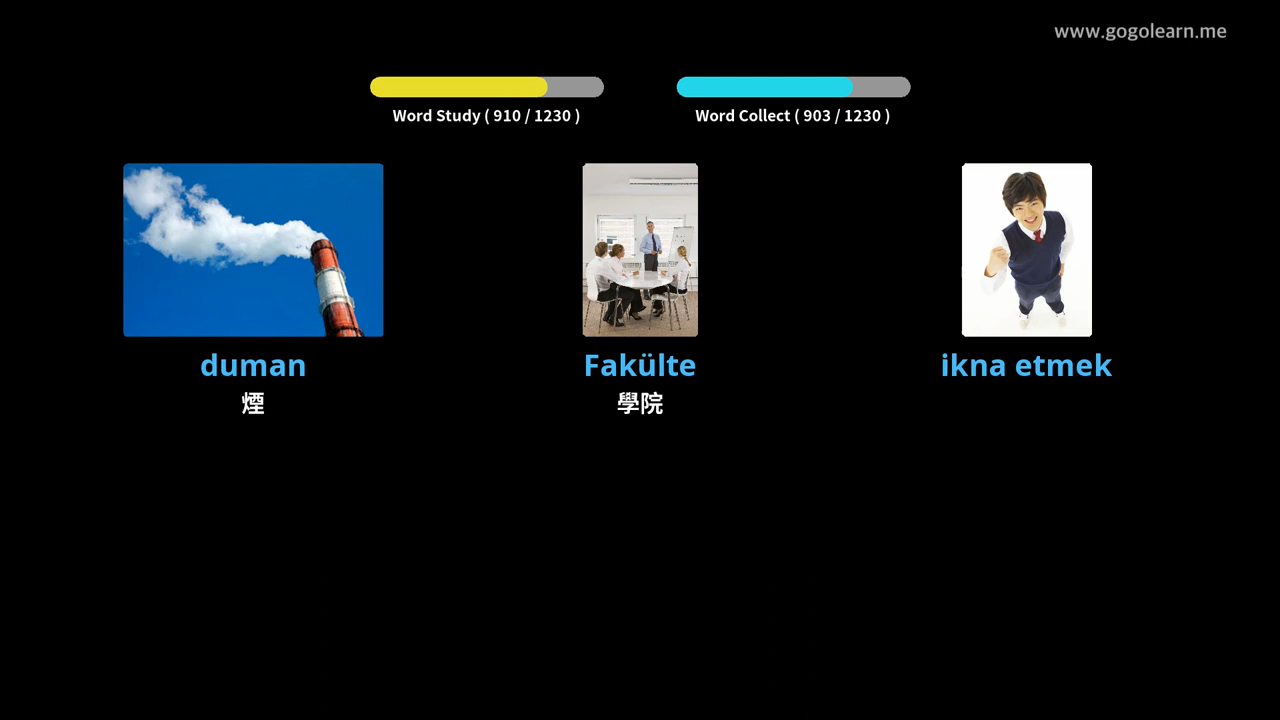 www.gogolearn.me
Word Study ( 910 / 1230 )
Word Collect ( 903 / 1230 )
duman
煙
Fakülte
學院
ikna etmek